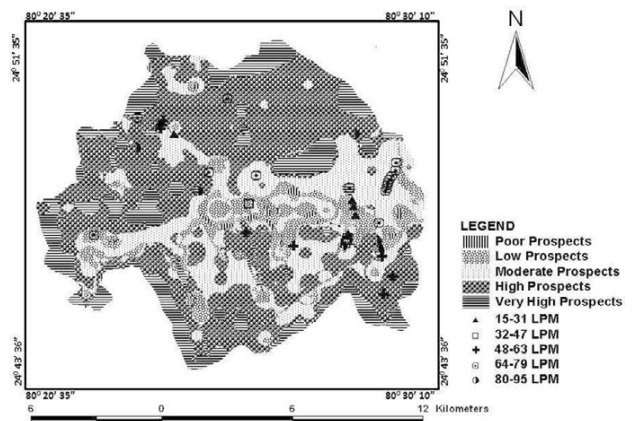 80° 20' 35"
80° 30' 10"
N
24° 51' 35"
24° 51' 35"
LEGEND
Poor Prospects
Low Prospects
Moderate Prospects
High Prospects
Very High Prospects
15-31 LPM
32-47 LPM
48-63 LPM
64-79 LPM
80-95 LPM
24° 43' 36"
24° 43' 36"
80° 20' 35"
80° 30' 10"
6 0 6 12 Kilometers